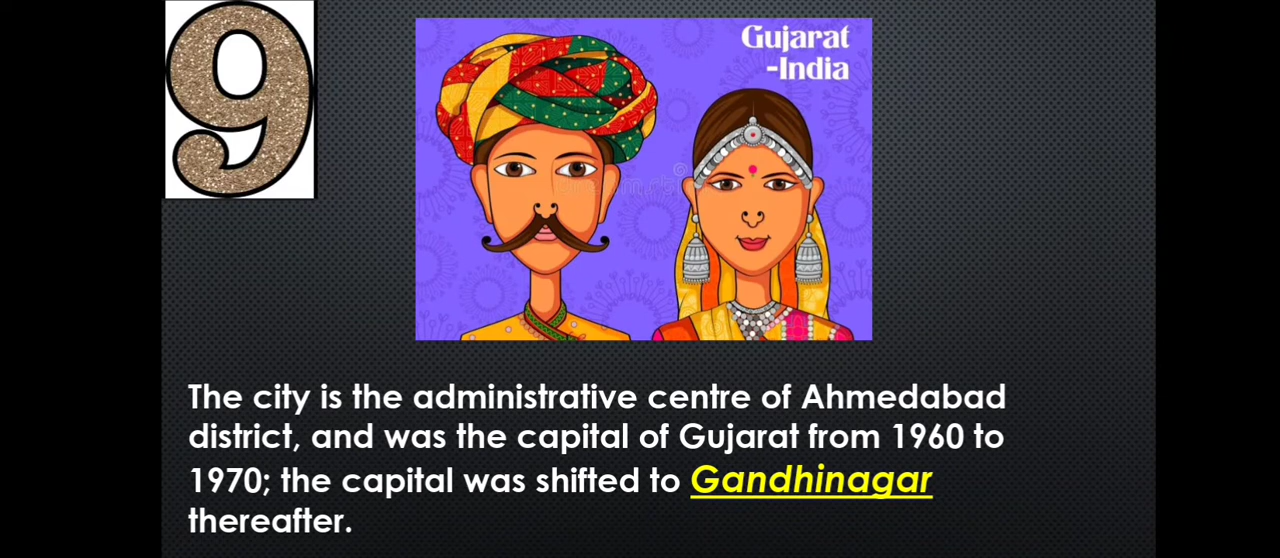 9
Gujarat
-India
The city is the administrative centre of Ahmedabad
district, and was the capital of Gujarat from 1960 to
1970; the capital was shifted to Gandhinagar
thereafter.